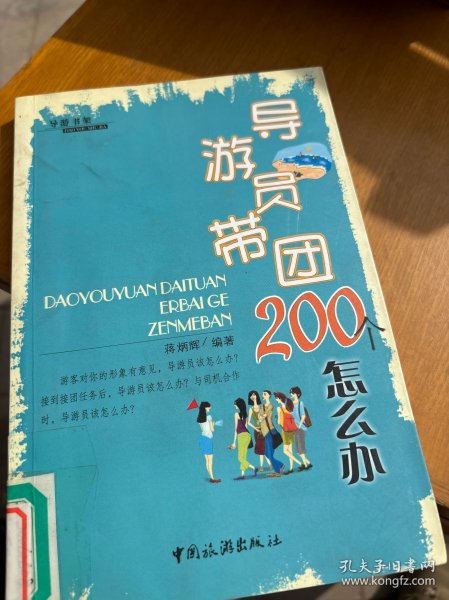 导游书架
DAOYOU SHUJIA
导游员带团
200个
怎么办
DAOYOUYUAN DAITUAN
ERBAI GE
ZENMEBAN
蒋炳辉/编著
游客对你的形象有意见，导游员该怎么办？
接到接团任务后，导游员该怎么办？与司机合作
时，导游员该怎么办？
中国旅游出版社
孔夫子旧书网
www.kongfz.com